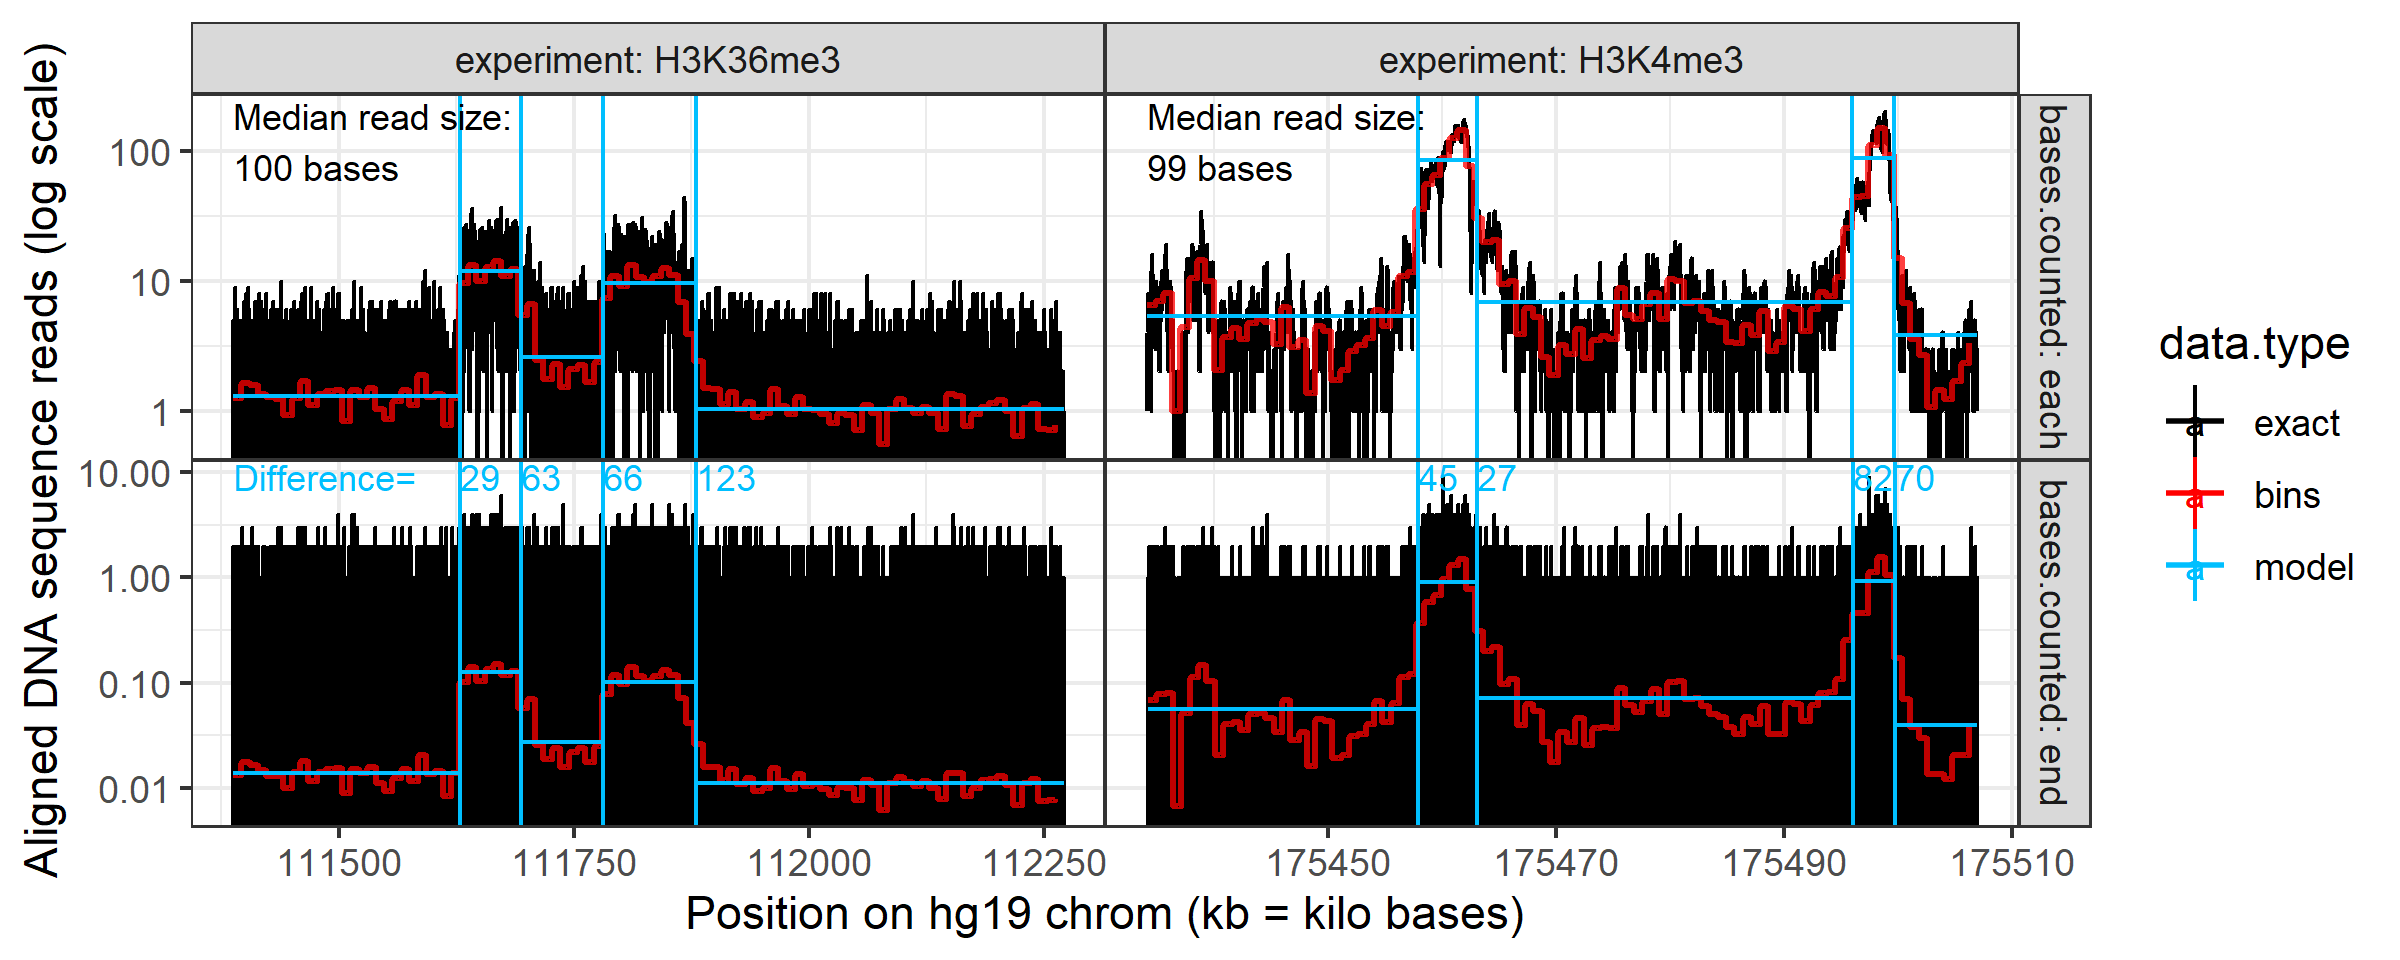 experiment: H3K36me3
experiment: H3K4me3
Aligned DNA sequence reads (log scale)
Median read size:
100 bases
Median read size:
99 bases
bases.counted: each
100
10
1
Difference=
29
63
66
123
45
27
82
70
bases.counted: end
10.00
1.00
0.10
0.01
111500
111750
112000
112250
175450
175470
175490
175510
Position on hg19 chrom (kb = kilo bases)
data.type
a exact
a bins
a model